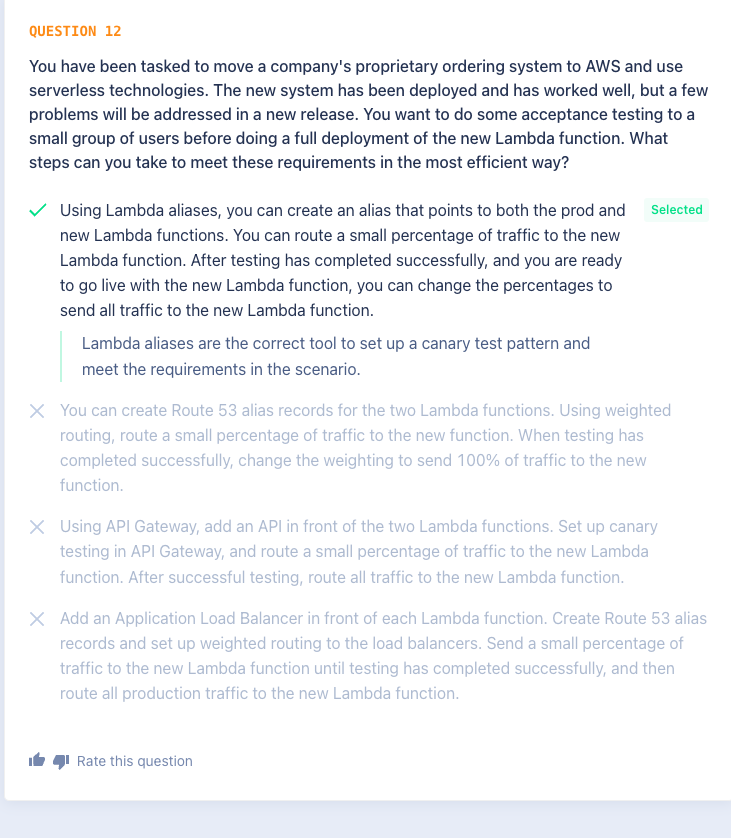 QUESTION 12
You have been tasked to move a company's proprietary ordering system to AWS and use
serverless technologies. The new system has been deployed and has worked well, but a few
problems will be addressed in a new release. You want to do some acceptance testing to a
small group of users before doing a full deployment of the new Lambda function. What
steps can you take to meet these requirements in the most efficient way?
Using Lambda aliases, you can create an alias that points to both the prod and
Selected
new Lambda functions. You can route a small percentage of traffic to the new
Lambda function. After testing has completed successfully, and you are ready
to go live with the new Lambda function, you can change the percentages to
send all traffic to the new Lambda function.
Lambda aliases are the correct tool to set up a canary test pattern and
meet the requirements in the scenario.
You can create Route 53 alias records for the two Lambda functions. Using weighted
routing, route a small percentage of traffic to the new function. When testing has
completed successfully, change the weighting to send 100% of traffic to the new
function.
Using API Gateway, add an API in front of the two Lambda functions. Set up canary
testing in API Gateway, and route a small percentage of traffic to the new Lambda
function. After successful testing, route all traffic to the new Lambda function.
Add an Application Load Balancer in front of each Lambda function. Create Route 53 alias
records and set up weighted routing to the load balancers. Send a small percentage of
traffic to the new Lambda function until testing has completed successfully, and then
route all production traffic to the new Lambda function.
Rate this question